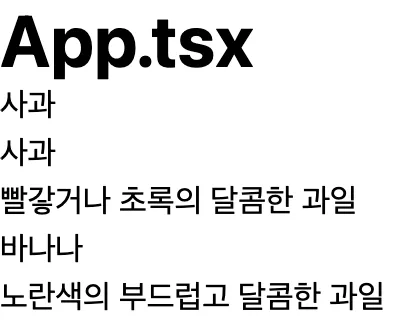 App.tsx
사과
사과
빨갛거나 초록의 달콤한 과일
바나나
노란색의 부드럽고 달콤한 과일